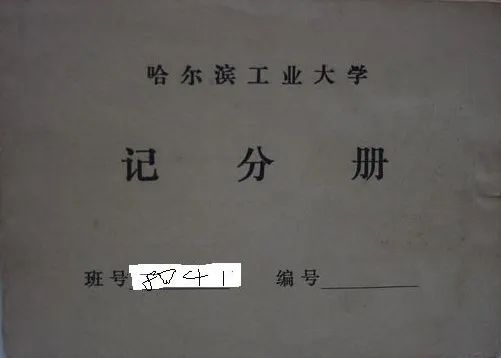 哈尔滨工业大学
记分册
班号 8041 编号